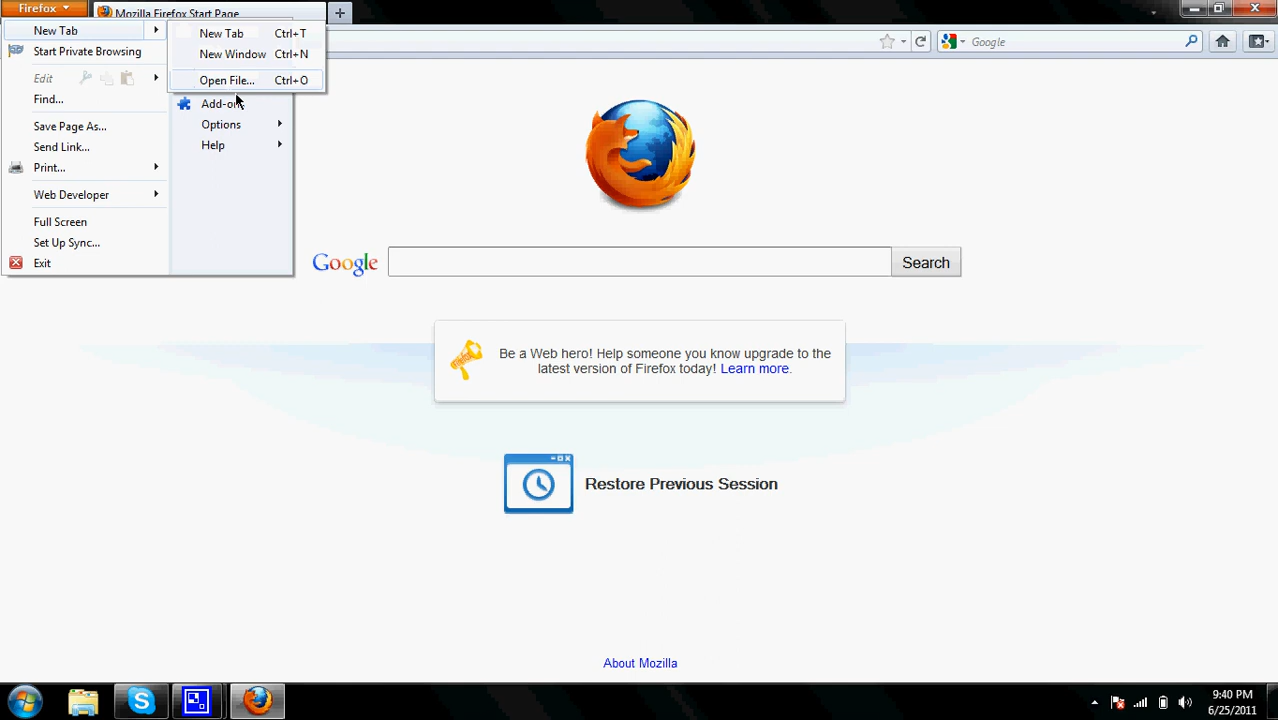 Firefox
Mozilla Firefox Start Page
New Tab
Start Private Browsing
Edit
Find...
Save Page As...
Send Link...
Print...
Web Developer
Full Screen
Set Up Sync...
Exit
New Tab Ctrl+T
New Window Ctrl+N
Open File... Ctrl+O
Options
Help
Google
Google
Search
Be a Web hero! Help someone you know upgrade to the
latest version of Firefox today! Learn more.
Restore Previous Session
About Mozilla
9:40 PM
6/25/2011